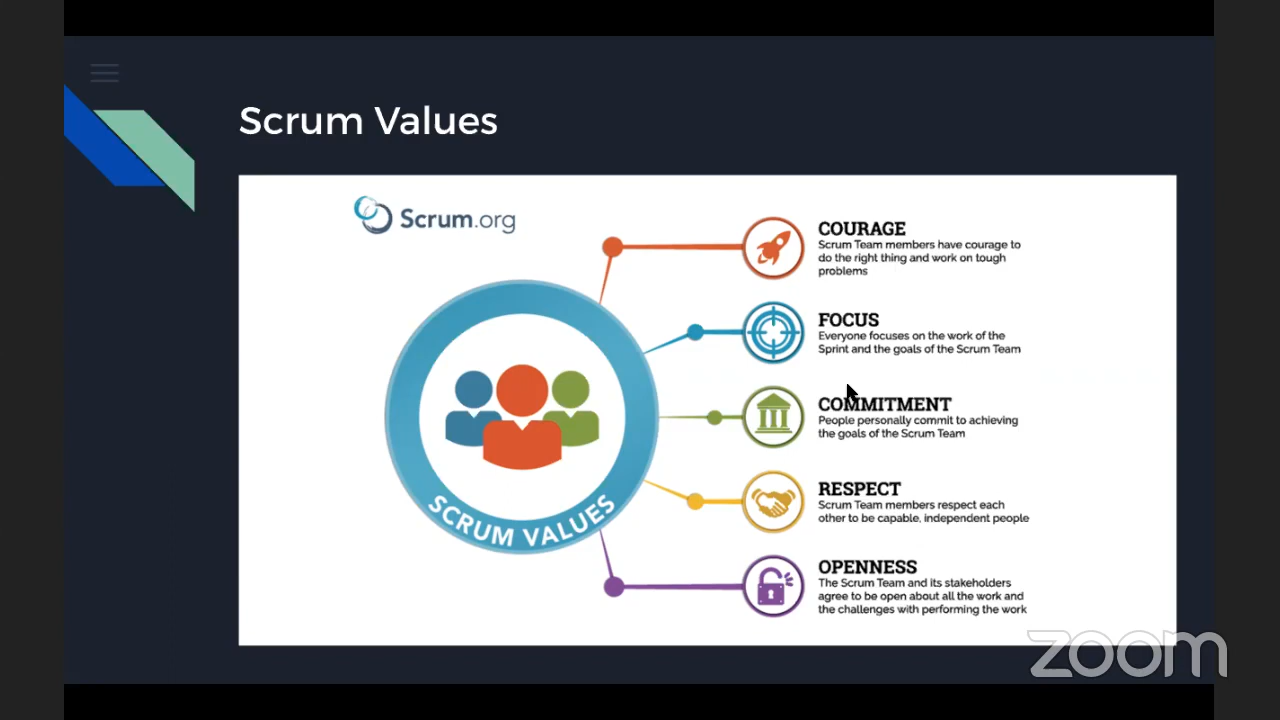 Scrum Values
Scrum.org
COURAGE
Scrum Team members have courage to
do the right thing and work on tough
problems
FOCUS
Everyone focuses on the work of the
Sprint and the goals of the Scrum Team
COMMITMENT
People personally commit to achieving
the goals of the Scrum Team
RESPECT
Scrum Team members respect each
other to be capable, independent people
OPENNESS
The Scrum Team and its stakeholders
agree to be open about all the work and
the challenges with performing the work
SCRUM VALUES
zoom